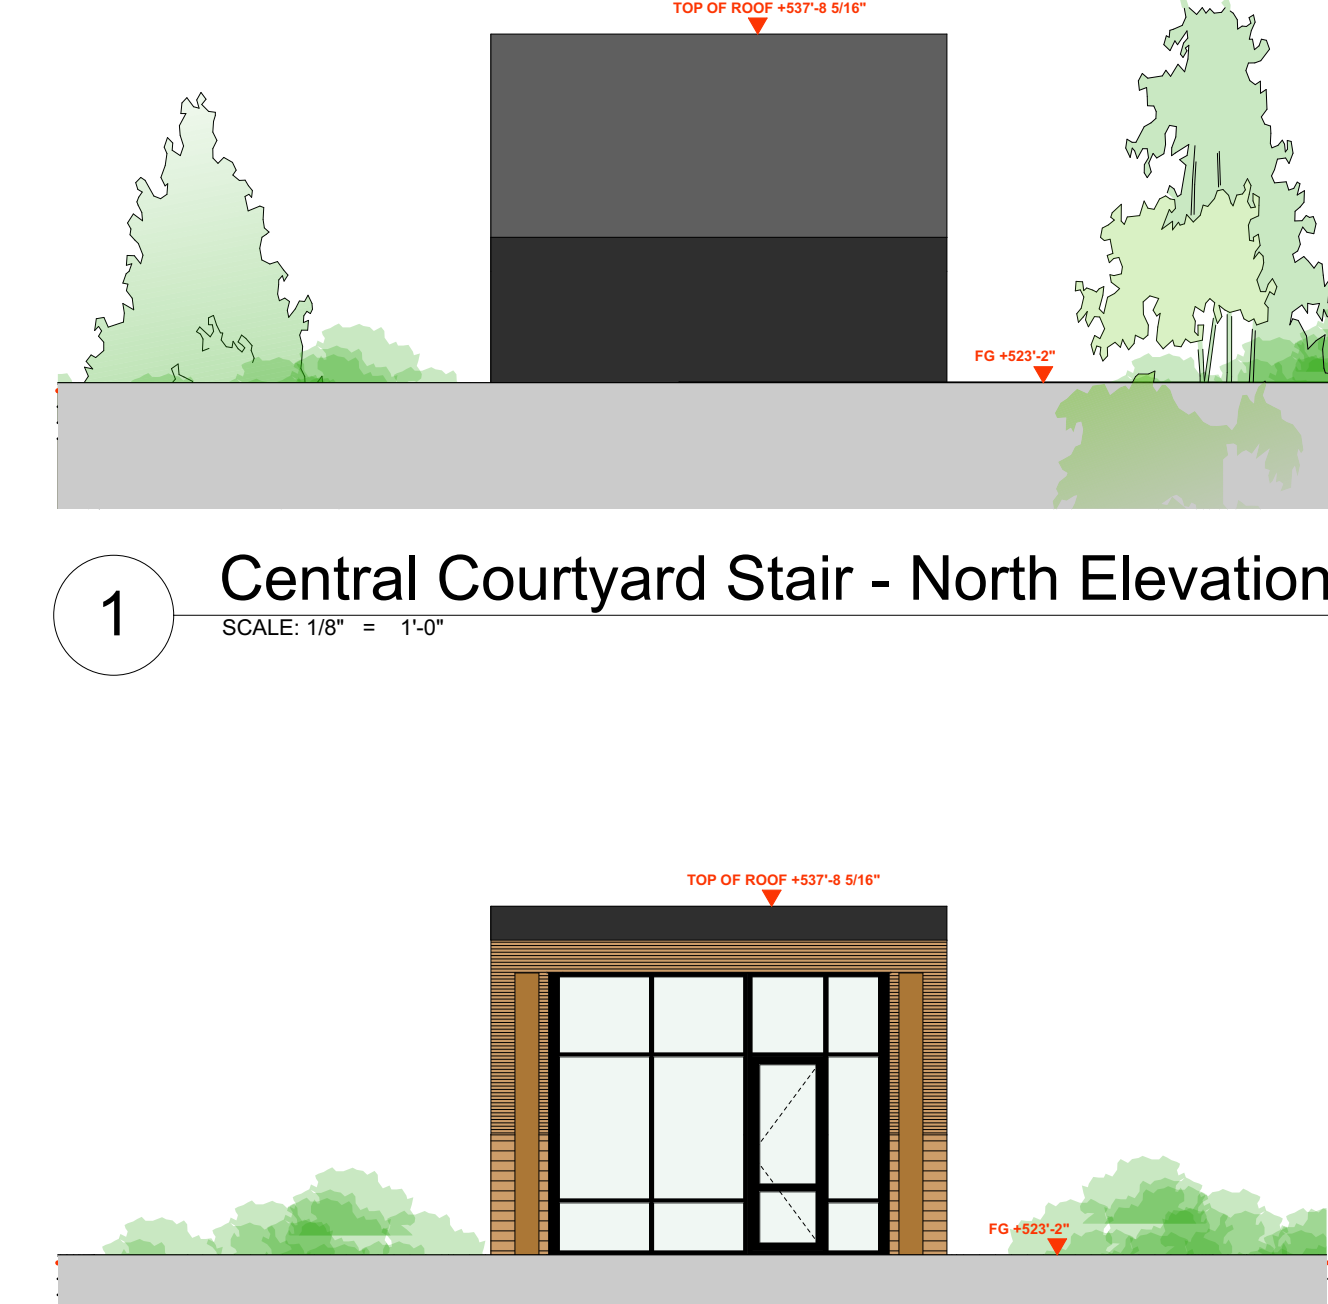 TOP OF ROOF +537'-8 5/16"
FG +523'-2"
1
Central Courtyard Stair - North Elevation
SCALE: 1/8" = 1'-0"
TOP OF ROOF +537'-8 5/16"
FG +523'-2"